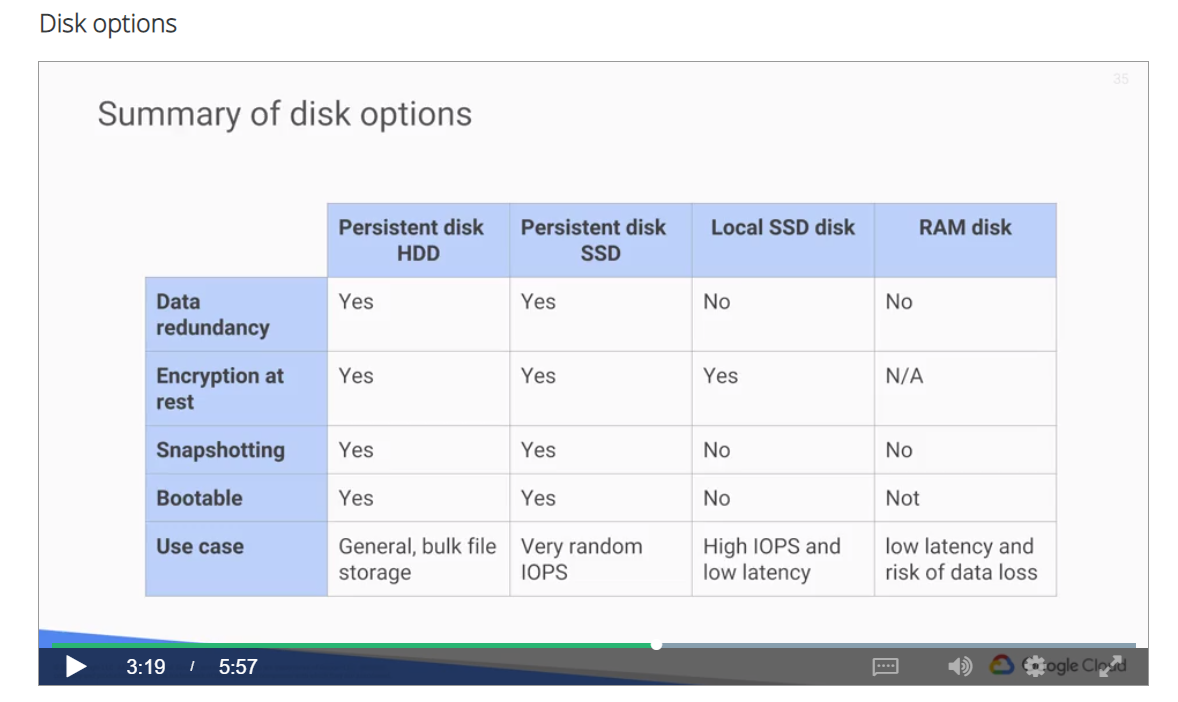 Disk options
35
Summary of disk options
Persistent disk HDD Persistent disk SSD Local SSD disk RAM disk
Data redundancy Yes Yes No No
Encryption at rest Yes Yes Yes N/A
Snapshotting Yes Yes No No
Bootable Yes Yes No Not
Use case General, bulk file storage Very random IOPS High IOPS and low latency low latency and risk of data loss
3:19 / 5:57
Google Cloud